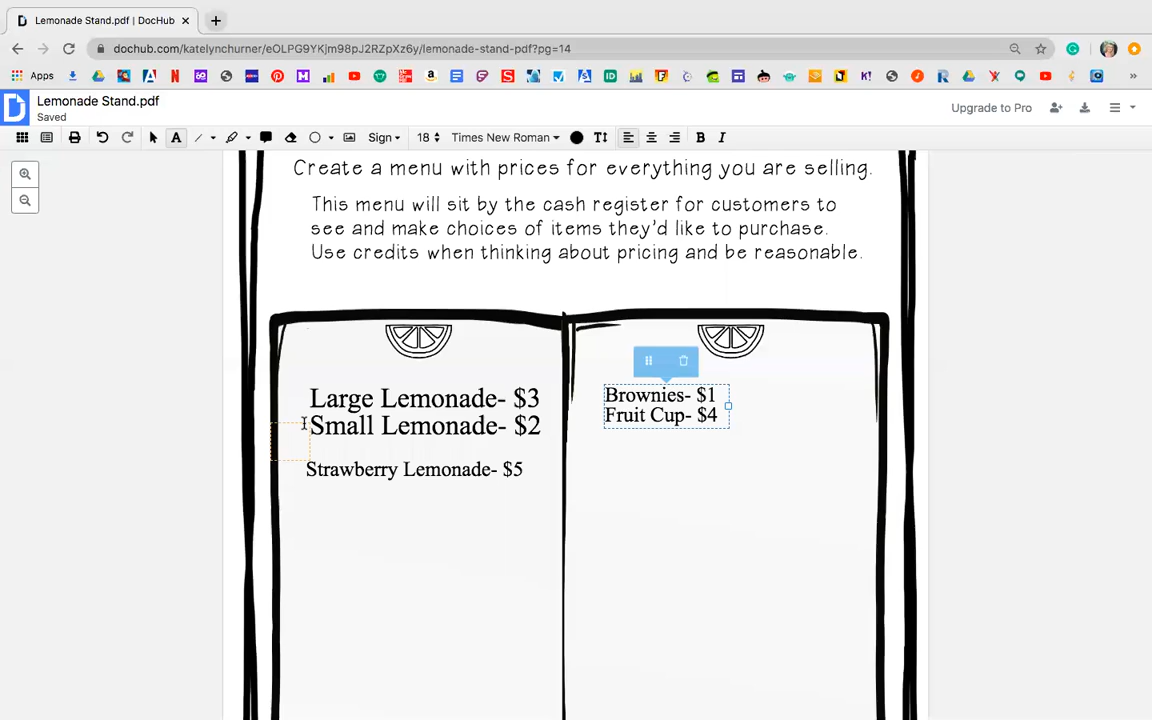 Lemonade Stand.pdf | DocHub
dochub.com/katelynchurner/eOLPG9YKjm98pJ2RZpXz6y/lemonade-stand-pdf?pg=14
Apps
Lemonade Stand.pdf
Saved
Upgrade to Pro
Sign
18
Times New Roman
B
I
Create a menu with prices for everything you are selling.
This menu will sit by the cash register for customers to
see and make choices of items they'd like to purchase.
Use credits when thinking about pricing and be reasonable.
Large Lemonade- $3
Small Lemonade- $2
Strawberry Lemonade- $5
Brownies- $1
Fruit Cup- $4